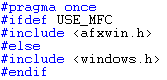 #pragma once
#ifdef USE_MFC
#include <afxwin.h>
#else
#include <windows.h>
#endif